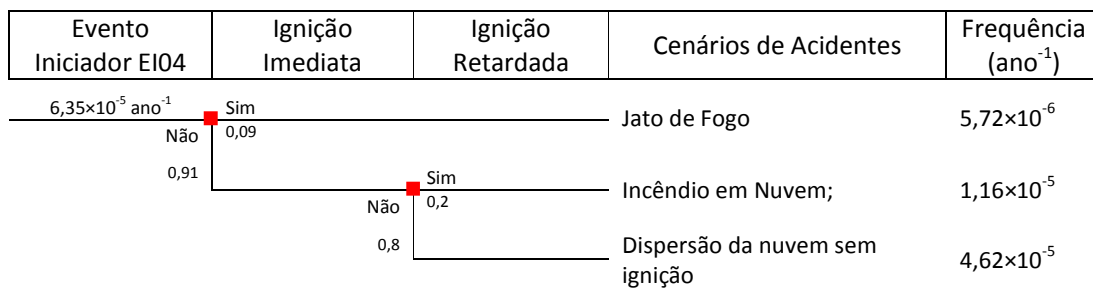 Evento Iniciador EI04
Ignição Imediata
Ignição Retardada
Cenários de Acidentes
Frequência (ano⁻¹)
6,35×10⁻⁵ ano⁻¹
Sim
0,09
Jato de Fogo
5,72×10⁻⁶
Não
0,91
Sim
0,2
Incêndio em Nuvem;
1,16×10⁻⁵
Não
0,8
Dispersão da nuvem sem
ignição
4,62×10⁻⁵